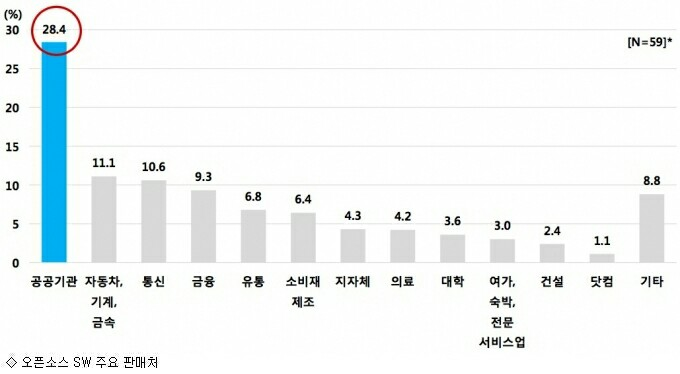 (%)
30
25
20
15
10
5
0
[N=59]*
28.4
11.1
10.6
9.3
6.8
6.4
4.3
4.2
3.6
3.0
2.4
1.1
8.8
공공기관
자동차,
기계,
금속
통신
금융
유통
소비재
제조
지자체
의료
대학
여가,
숙박,
전문
서비스업
건설
닷컴
기타
◇ 오픈소스 SW 주요 판매처